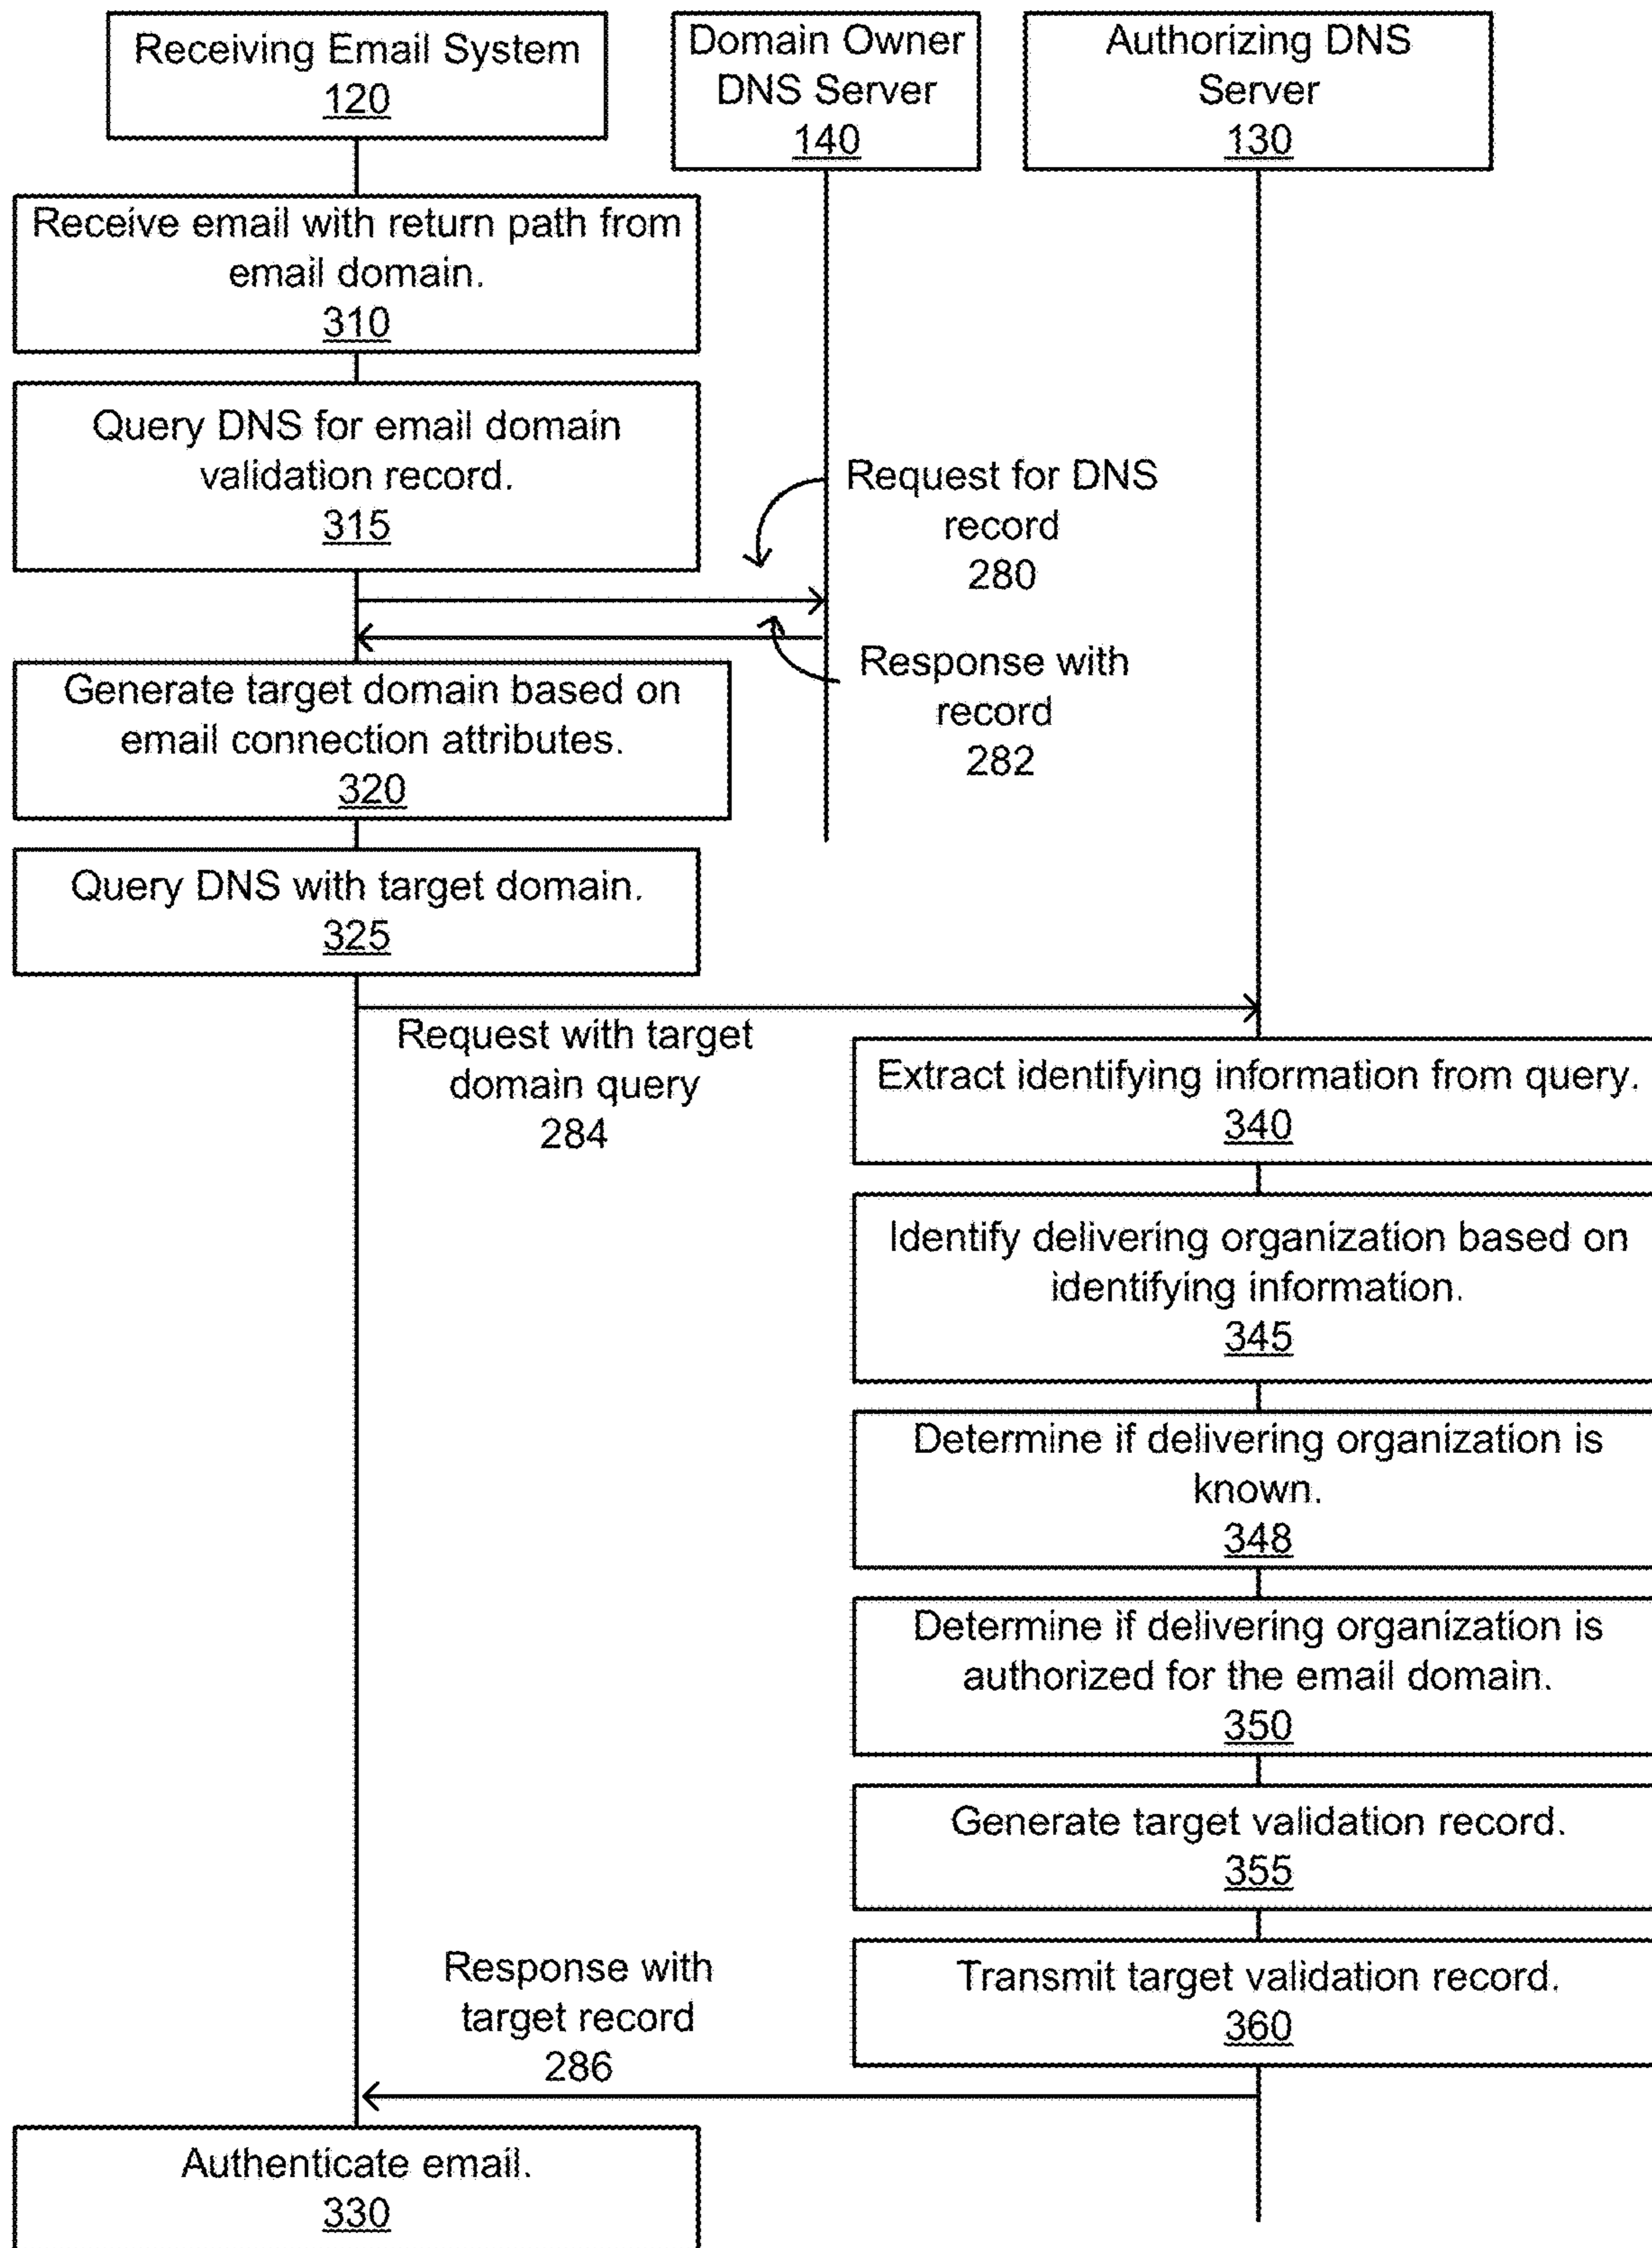 Receiving Email System
120
Domain Owner
DNS Server
140
Authorizing DNS
Server
130
Receive email with return path from
email domain.
310
Query DNS for email domain
validation record.
315
Request for DNS
record
280
Response with
record
282
Generate target domain based on
email connection attributes.
320
Query DNS with target domain.
325
Request with target
domain query
284
Extract identifying information from query.
340
Identify delivering organization based on
identifying information.
345
Determine if delivering organization is
known.
348
Determine if delivering organization is
authorized for the email domain.
350
Generate target validation record.
355
Transmit target validation record.
360
Response with
target record
286
Authenticate email.
330